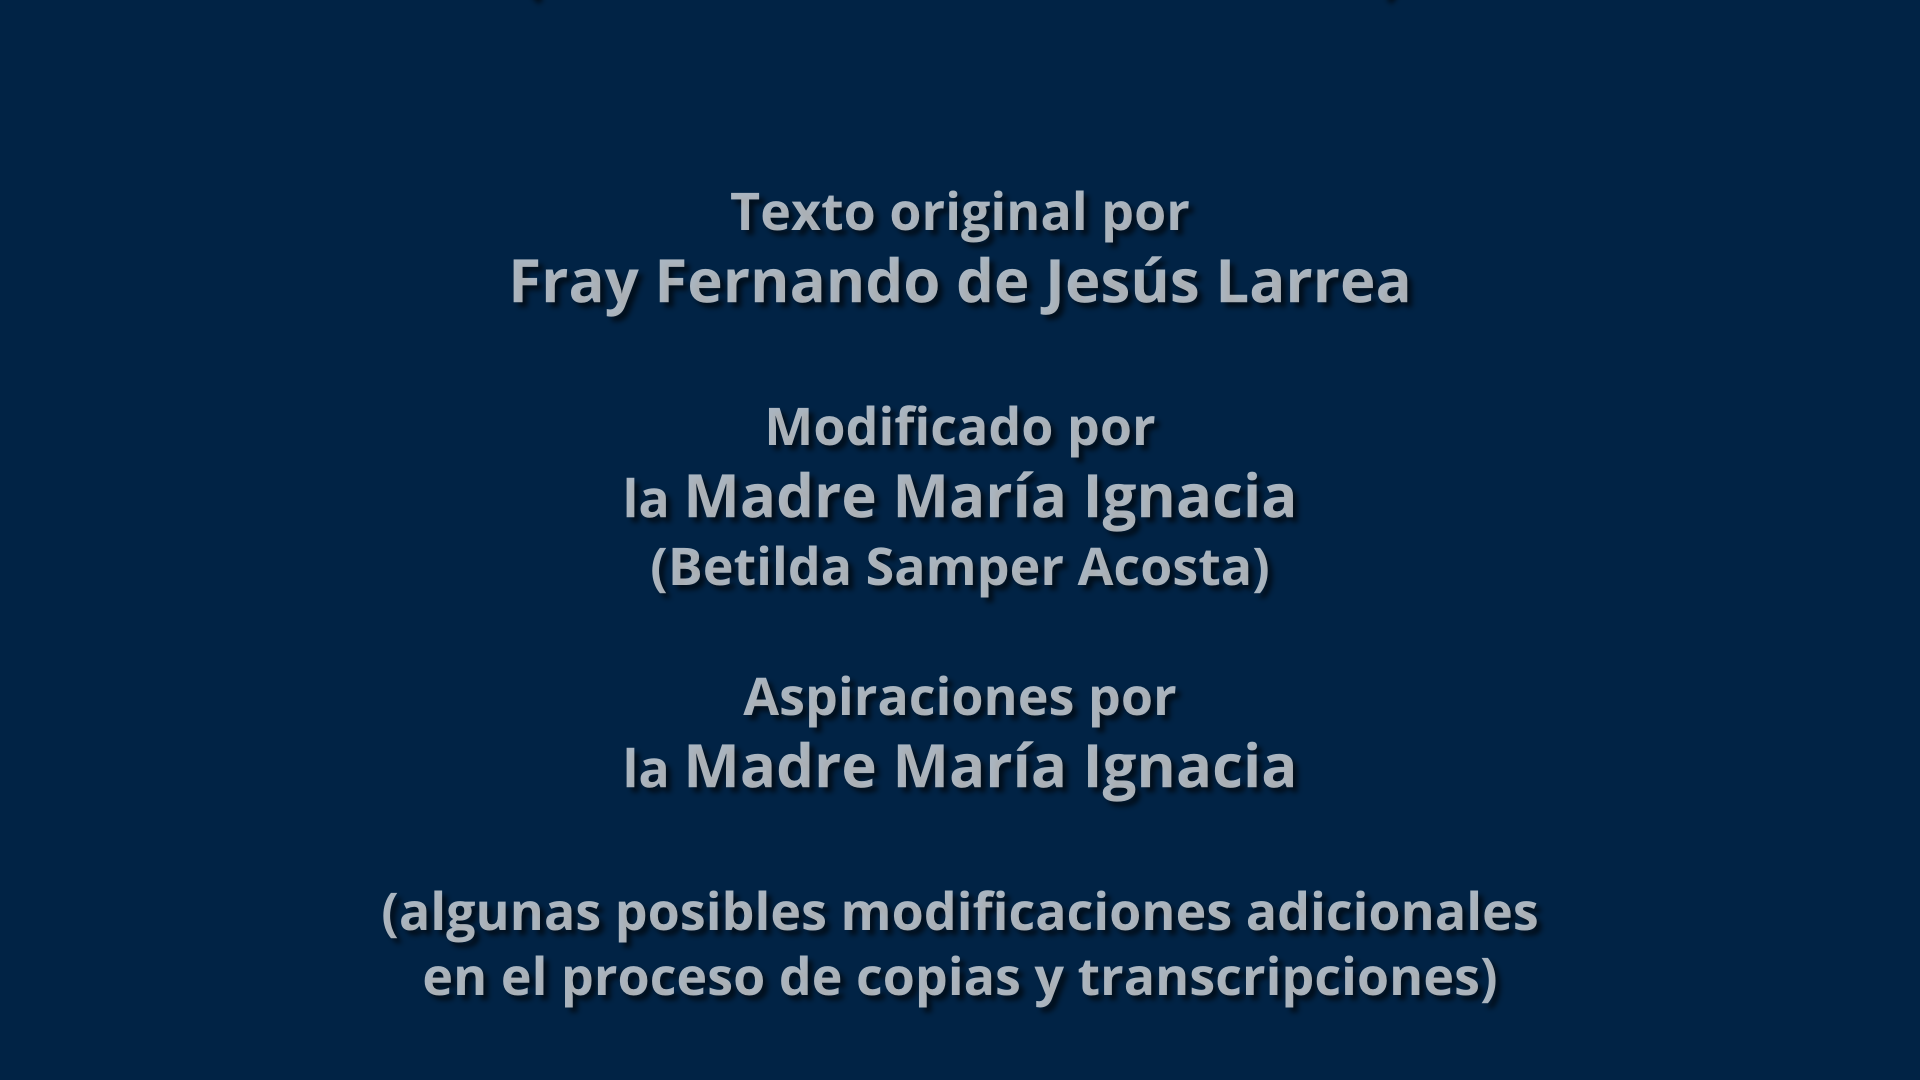 Texto original por
Fray Fernando de Jesús Larrea
Modificado por
la Madre María Ignacia
(Betilda Samper Acosta)
Aspiraciones por
la Madre María Ignacia
(algunas posibles modificaciones adicionales
en el proceso de copias y transcripciones)